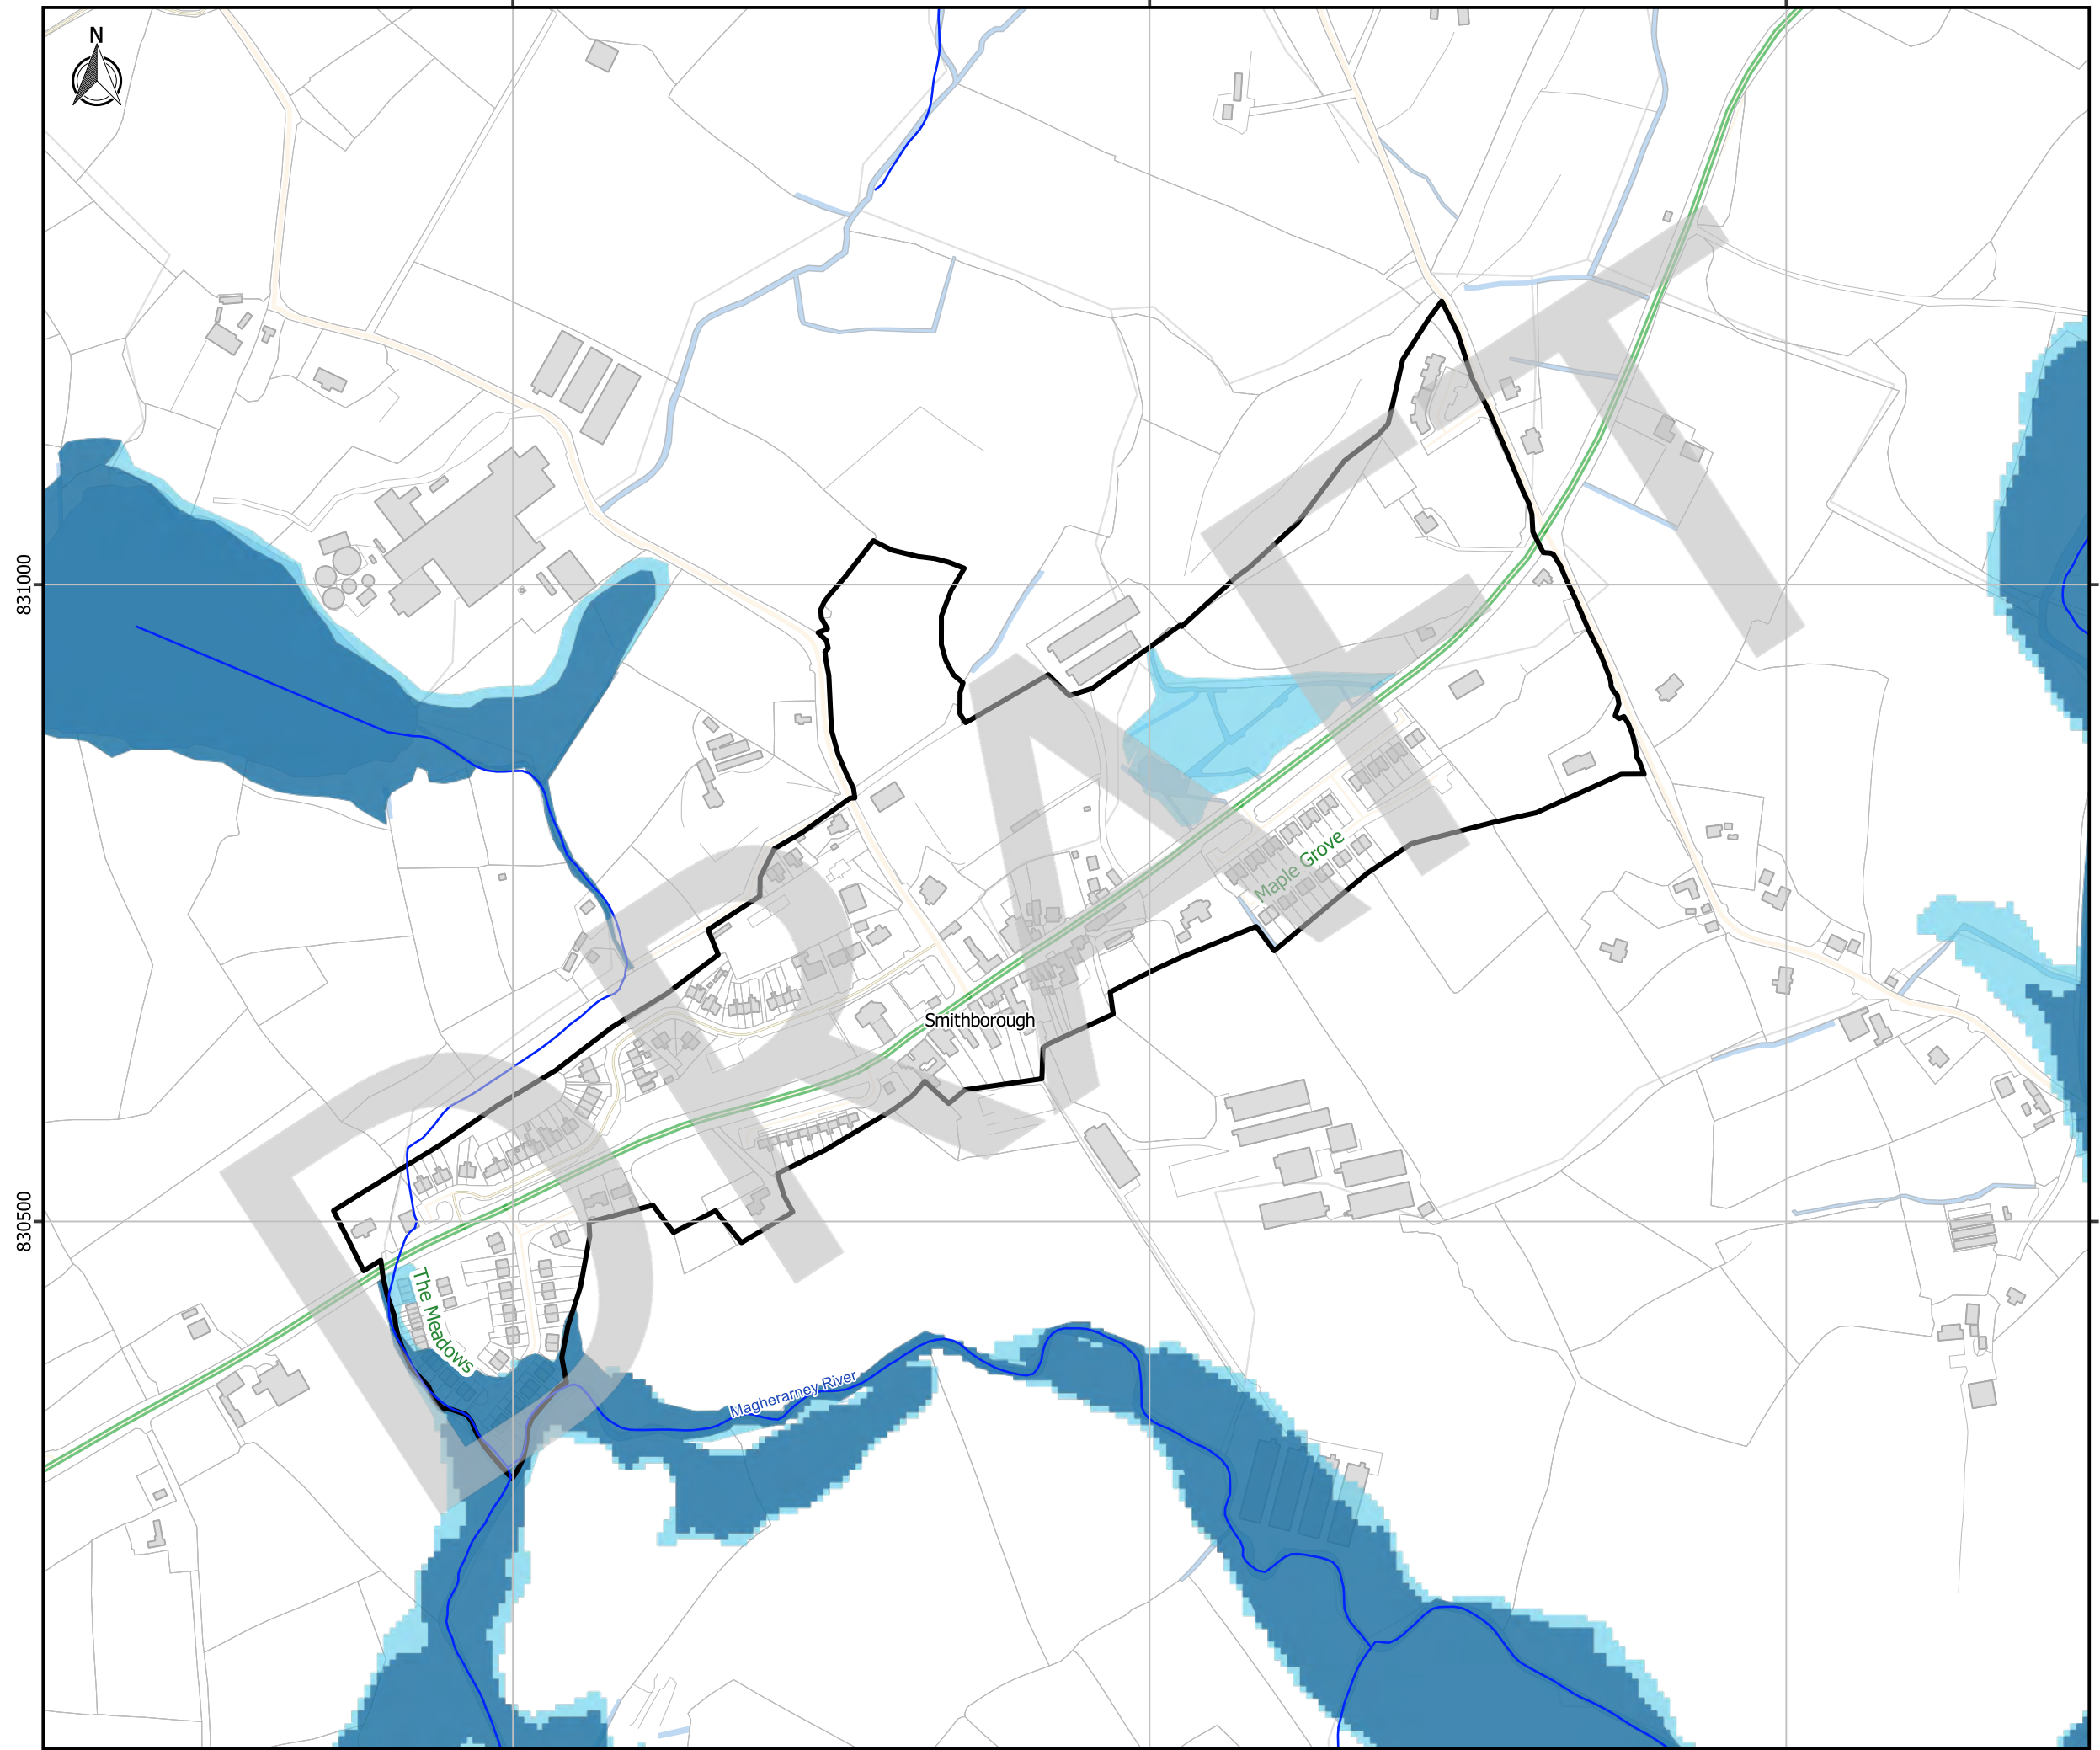 N
831000
Maple Grove
Smithborough
830500
The Meadows
Magherarney River
DRAFT